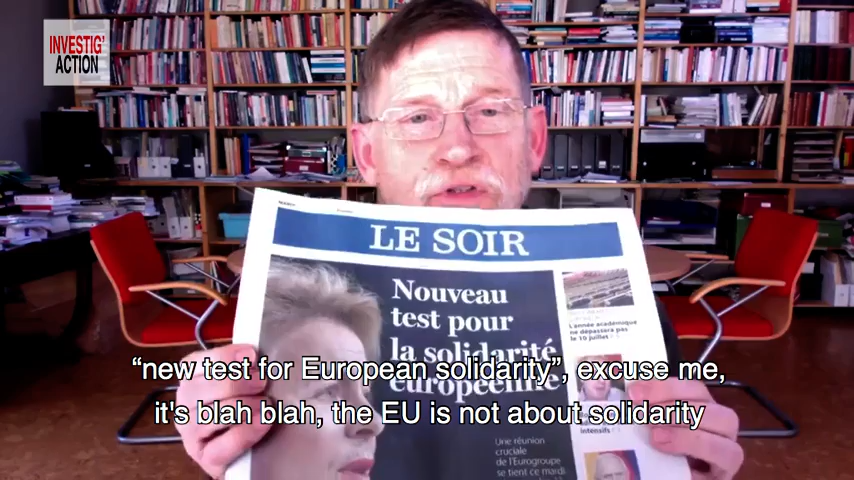 INVESTIG'
ACTION
LE SOIR
Nouveau
test pour
la solidarité
européenne
L'année académique
ne dépassera pas
le 10 juillet
intensifs
Une réunion
cruciale
de l'Eurogroupe
se tient ce mardi
“new test for European solidarity”, excuse me,
it's blah blah, the EU is not about solidarity